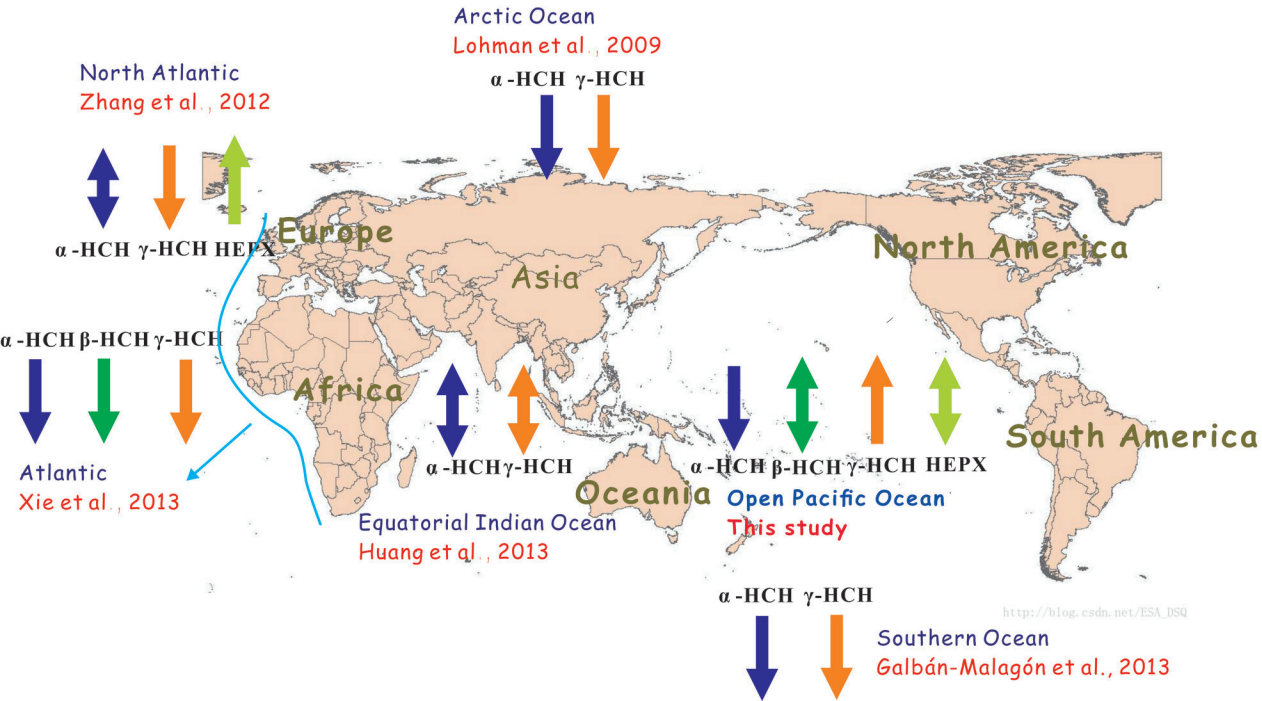 Arctic Ocean
Lohman et al., 2009
α-HCH γ-HCH
North Atlantic
Zhang et al., 2012
α-HCH γ-HCH HEPX
Europe
Asia
North America
α-HCH β-HCH γ-HCH
Africa
Atlantic
Xie et al., 2013
α-HCH γ-HCH
Equatorial Indian Ocean
Huang et al., 2013
Oceania
South America
α-HCH β-HCH γ-HCH HEPX
Open Pacific Ocean
This study
α-HCH γ-HCH
http://blog.csdn.net/ESA_DSQ
Southern Ocean
Galbán-Malagón et al., 2013